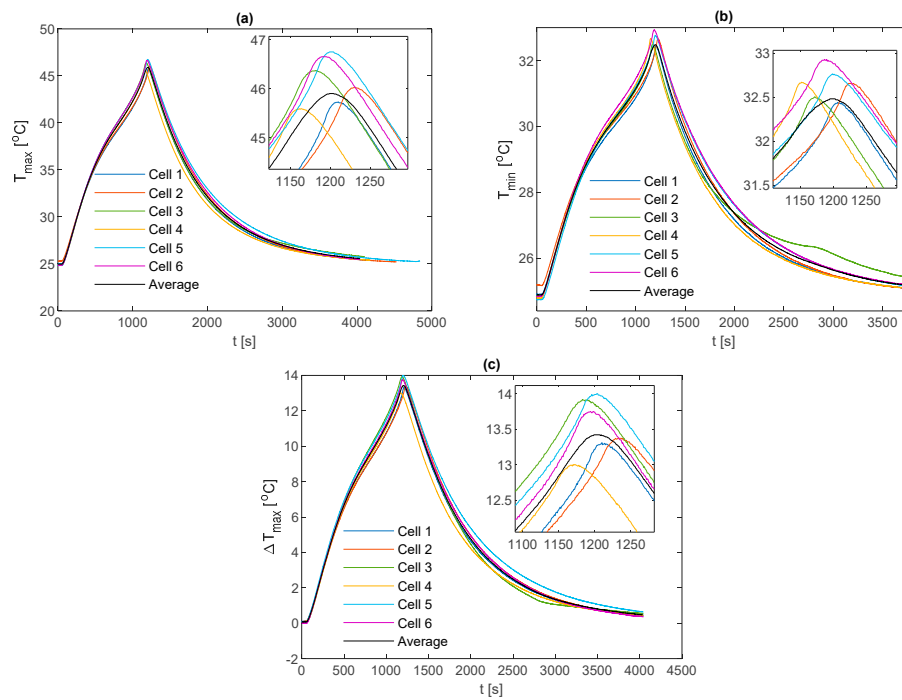 (a)
50
45
40
35
30
25
20
T_max [°C]
0 1000 2000 3000 4000 5000
t [s]
Cell 1
Cell 2
Cell 3
Cell 4
Cell 5
Cell 6
Average
47
46
45
1150 1200 1250
(b)
32
30
28
26
T_min [°C]
0 500 1000 1500 2000 2500 3000 3500
t [s]
Cell 1
Cell 2
Cell 3
Cell 4
Cell 5
Cell 6
Average
33
32.5
32
31.5
1150 1200 1250
(c)
14
12
10
8
6
4
2
0
-2
Δ T_max [°C]
0 500 1000 1500 2000 2500 3000 3500 4000 4500
t [s]
Cell 1
Cell 2
Cell 3
Cell 4
Cell 5
Cell 6
Average
14
13.5
13
12.5
1100 1150 1200 1250